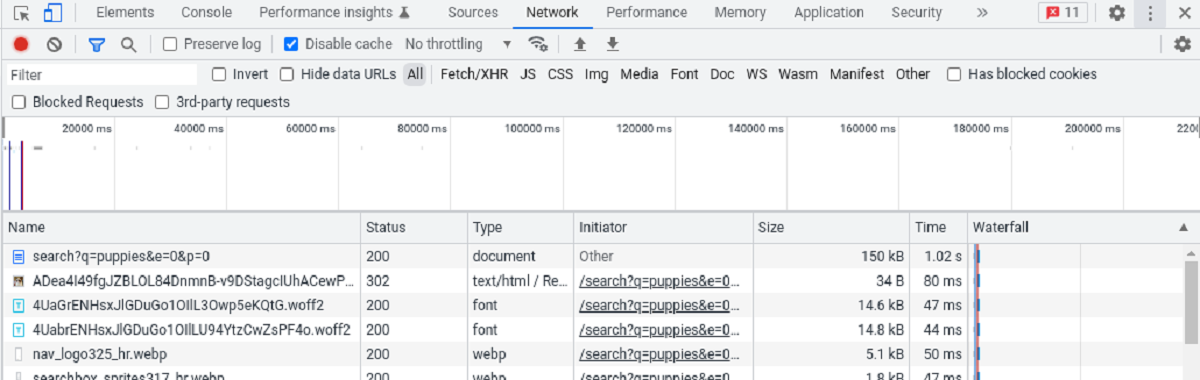 Elements Console Performance insights Sources Network Performance Memory Application Security » 11
Preserve log Disable cache No throttling
Filter Invert Hide data URLs All Fetch/XHR JS CSS Img Media Font Doc WS Wasm Manifest Other Has blocked cookies
Blocked Requests 3rd-party requests
20000 ms 40000 ms 60000 ms 80000 ms 100000 ms 120000 ms 140000 ms 160000 ms 180000 ms 200000 ms 2200
Name Status Type Initiator Size Time Waterfall
search?q=puppies&e=0&p=0 200 document Other 150 kB 1.02 s
ADea4I49fgJZBLOL84DnmnB-v9DStagcIUhACewP... 302 text/html / Re... /search?q=puppies&e=0... 34 B 80 ms
4UaGrENHsxJlGDuGo1OIlL3Owp5eKQtG.woff2 200 font /search?q=puppies&e=0... 14.6 kB 47 ms
4UabrENHsxJlGDuGo1OIlLU94YtzCwZsPF4o.woff2 200 font /search?q=puppies&e=0... 14.8 kB 44 ms
nav_logo325_hr.webp 200 webp /search?q=puppies&e=0... 5.1 kB 50 ms
searchbox_sprites317_hr.webp 200 webp /search?q=puppies&e=0... 1.8 kB 47 ms